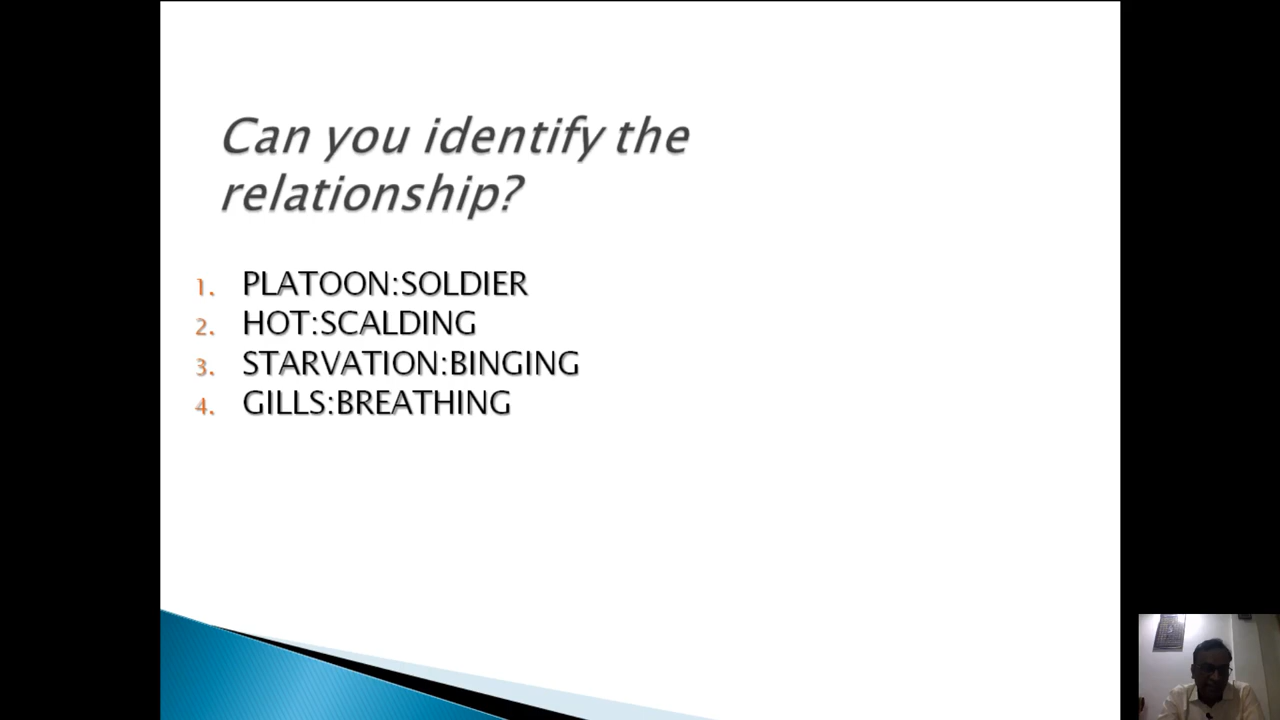 Can you identify the
relationship?
1. PLATOON:SOLDIER
2. HOT:SCALDING
3. STARVATION:BINGING
4. GILLS:BREATHING